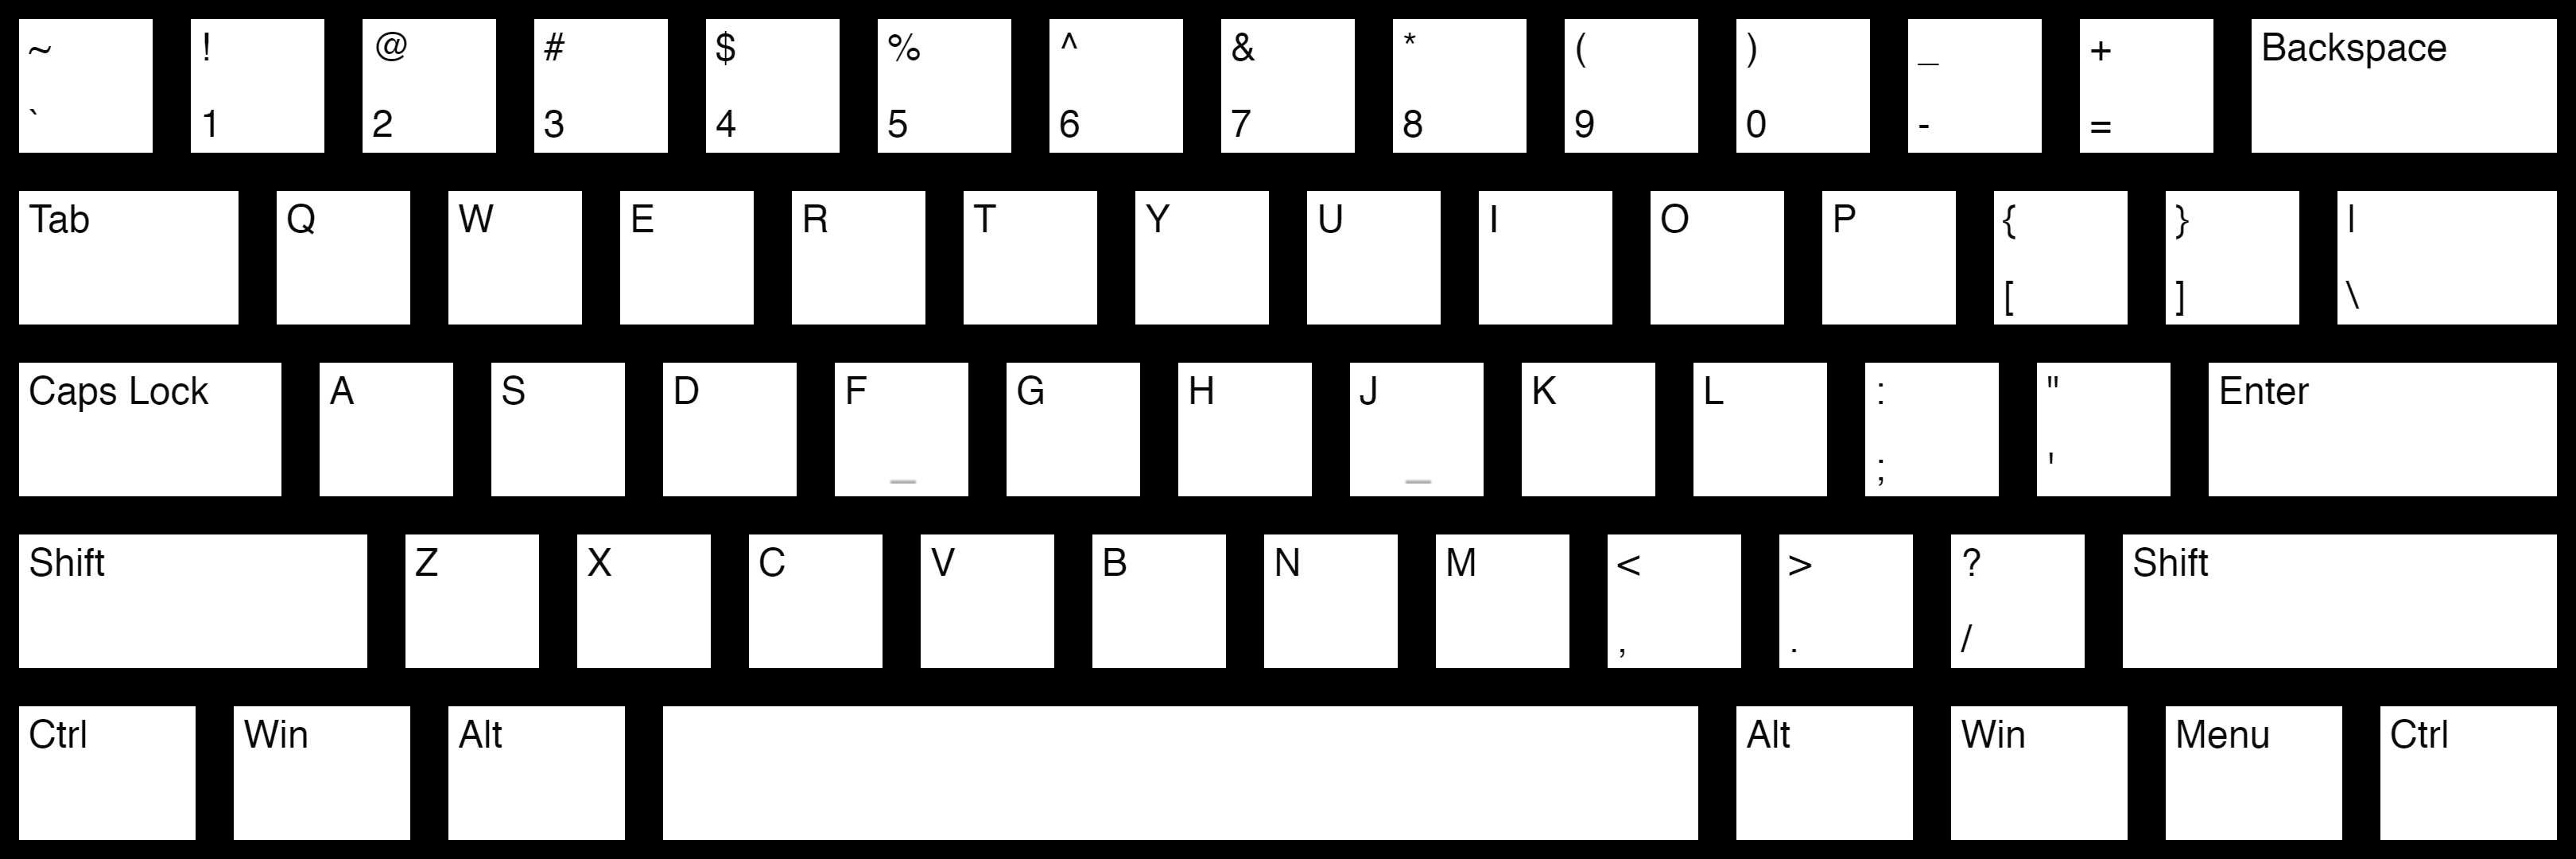 ~ ! @ # $ % ^ & * ( ) _ + Backspace
` 1 2 3 4 5 6 7 8 9 0 - =
Tab Q W E R T Y U I O P { } |
[ ] \
Caps Lock A S D F G H J K L : " Enter
; '
Shift Z X C V B N M < > ? Shift
, . /
Ctrl Win Alt Alt Win Menu Ctrl